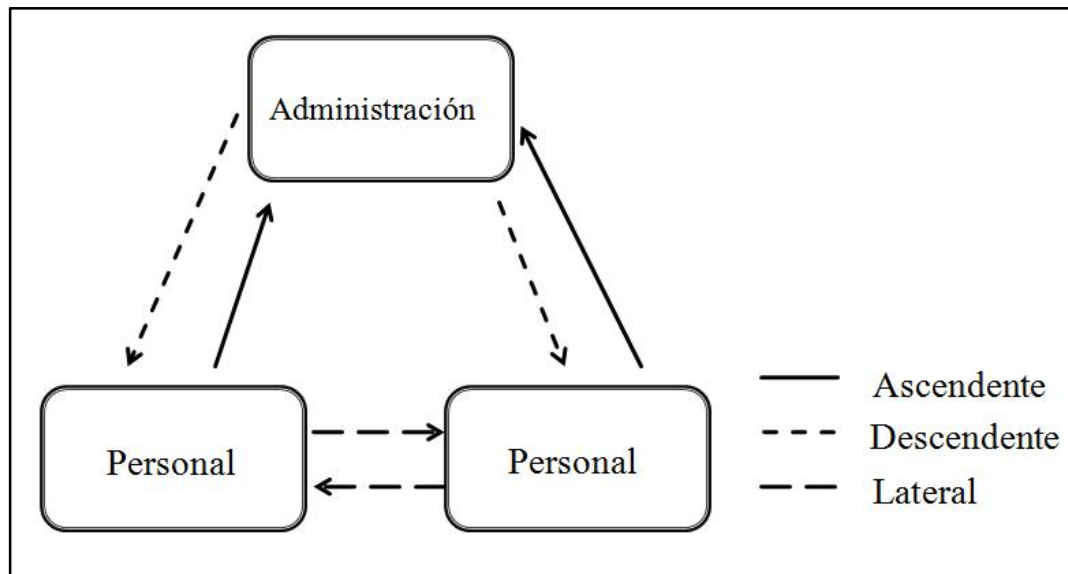 Administración
Personal
Personal
Ascendente
Descendente
Lateral